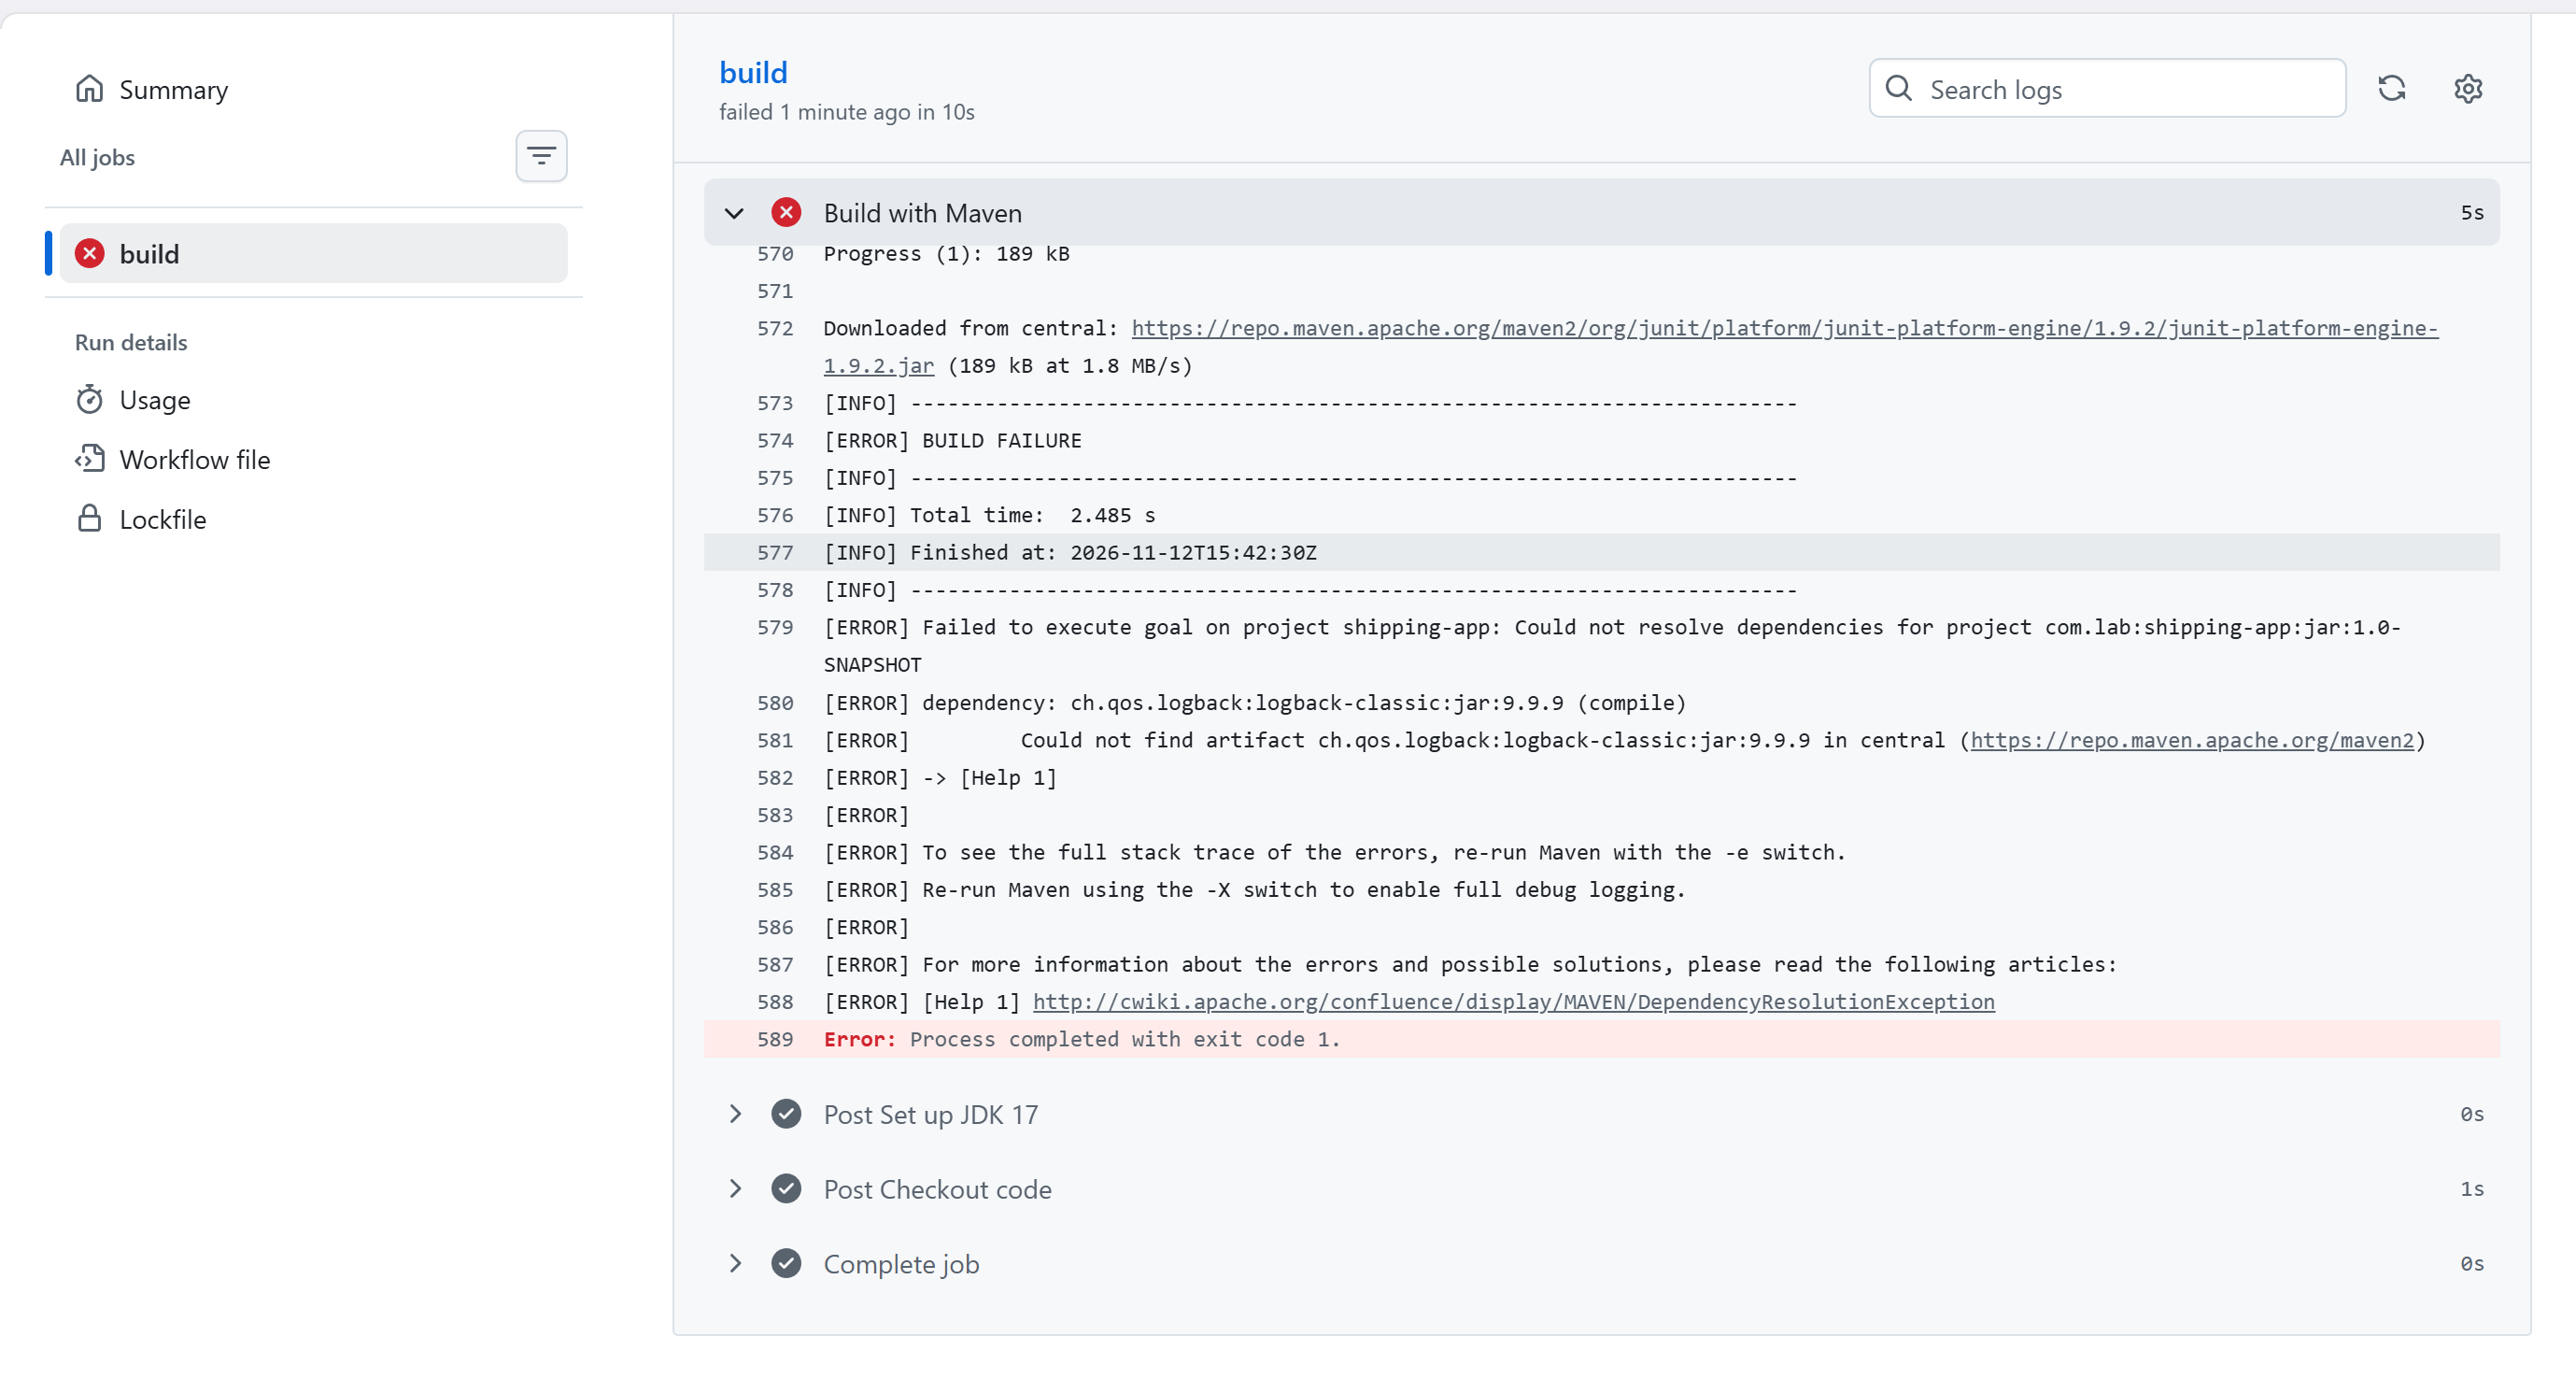 Summary
All jobs
build
Run details
Usage
Workflow file
Lockfile
build
failed 1 minute ago in 10s
Search logs
Build with Maven 5s
570 Progress (1): 189 kB
571
572 Downloaded from central: https://repo.maven.apache.org/maven2/org/junit/platform/junit-platform-engine/1.9.2/junit-platform-engine-
1.9.2.jar (189 kB at 1.8 MB/s)
573 [INFO] ------------------------------------------------------------------------
574 [ERROR] BUILD FAILURE
575 [INFO] ------------------------------------------------------------------------
576 [INFO] Total time:  2.485 s
577 [INFO] Finished at: 2026-11-12T15:42:30Z
578 [INFO] ------------------------------------------------------------------------
579 [ERROR] Failed to execute goal on project shipping-app: Could not resolve dependencies for project com.lab:shipping-app:jar:1.0-
SNAPSHOT
580 [ERROR] dependency: ch.qos.logback:logback-classic:jar:9.9.9 (compile)
581 [ERROR]         Could not find artifact ch.qos.logback:logback-classic:jar:9.9.9 in central (https://repo.maven.apache.org/maven2)
582 [ERROR] -> [Help 1]
583 [ERROR]
584 [ERROR] To see the full stack trace of the errors, re-run Maven with the -e switch.
585 [ERROR] Re-run Maven using the -X switch to enable full debug logging.
586 [ERROR]
587 [ERROR] For more information about the errors and possible solutions, please read the following articles:
588 [ERROR] [Help 1] http://cwiki.apache.org/confluence/display/MAVEN/DependencyResolutionException
589 Error: Process completed with exit code 1.
Post Set up JDK 17 0s
Post Checkout code 1s
Complete job 0s